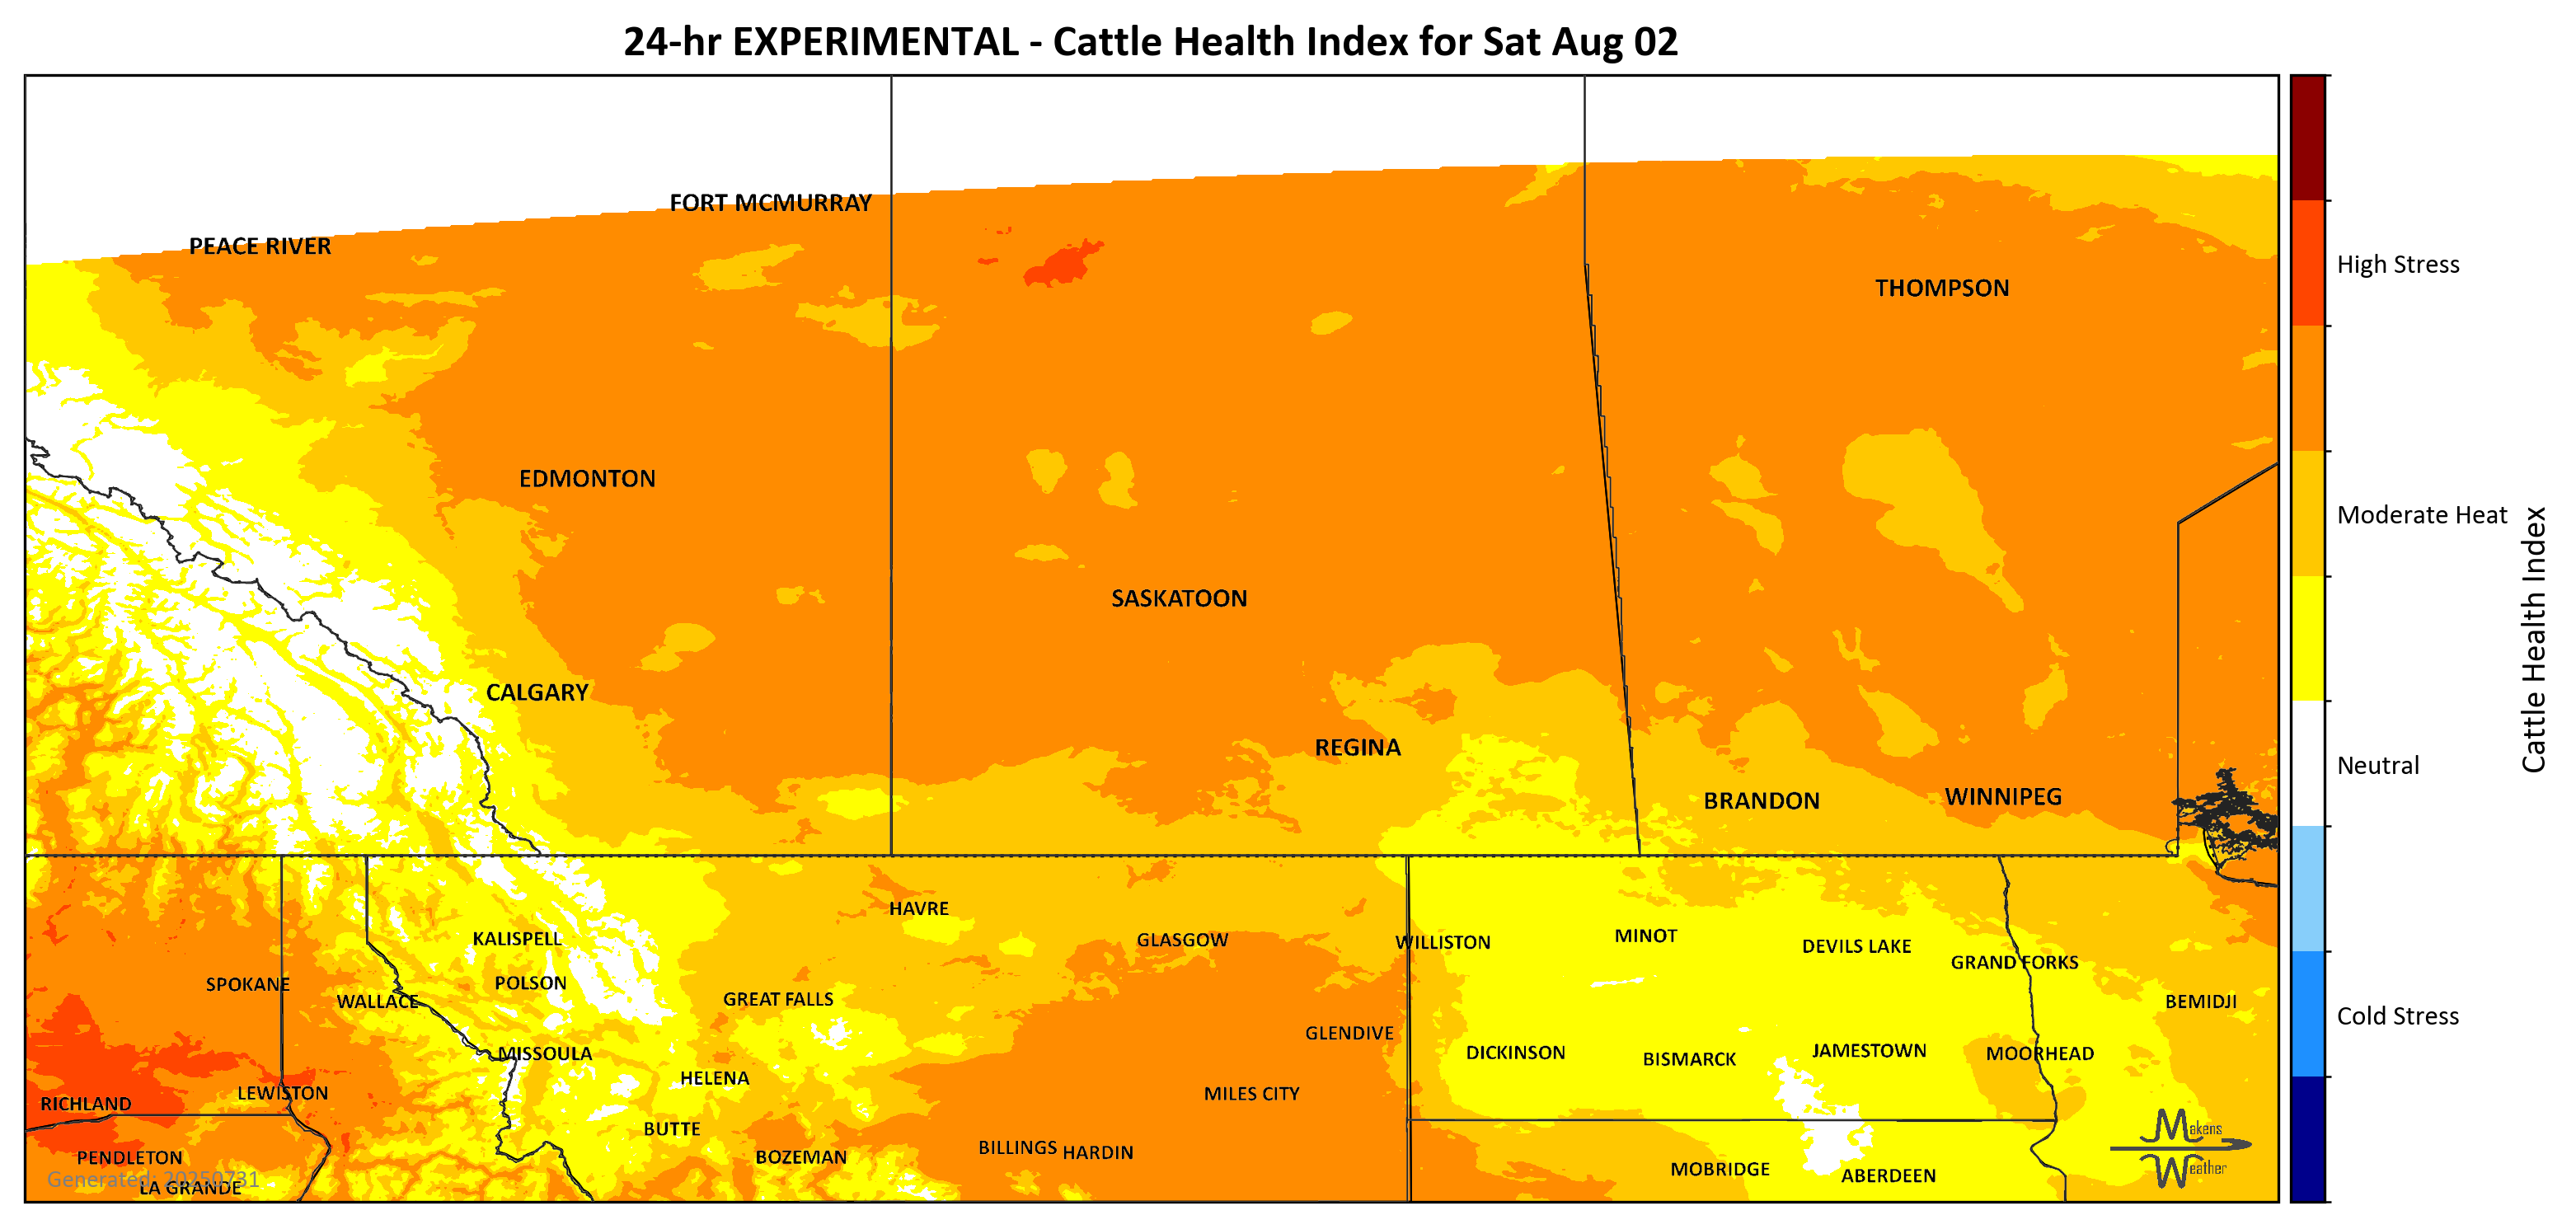 24-hr EXPERIMENTAL - Cattle Health Index for Sat Aug 02
FORT MCMURRAY
PEACE RIVER
THOMPSON
High Stress
EDMONTON
Moderate Heat
SASKATOON
Cattle Health Index
CALGARY
REGINA
Neutral
BRANDON
WINNIPEG
HAVRE
KALISPELL
GLASGOW
WILLISTON
MINOT
DEVILS LAKE
GRAND FORKS
SPOKANE
POLSON
WALLACE
GREAT FALLS
BEMIDJI
Cold Stress
GLENDIVE
MISSOULA
DICKINSON
BISMARCK
JAMESTOWN
MOORHEAD
HELENA
LEWISTON
MILES CITY
RICHLAND
BUTTE
Makens
Weather
BILLINGS
HARDIN
PENDLETON
BOZEMAN
MOBRIDGE
ABERDEEN
Generated: 20250731
LA GRANDE